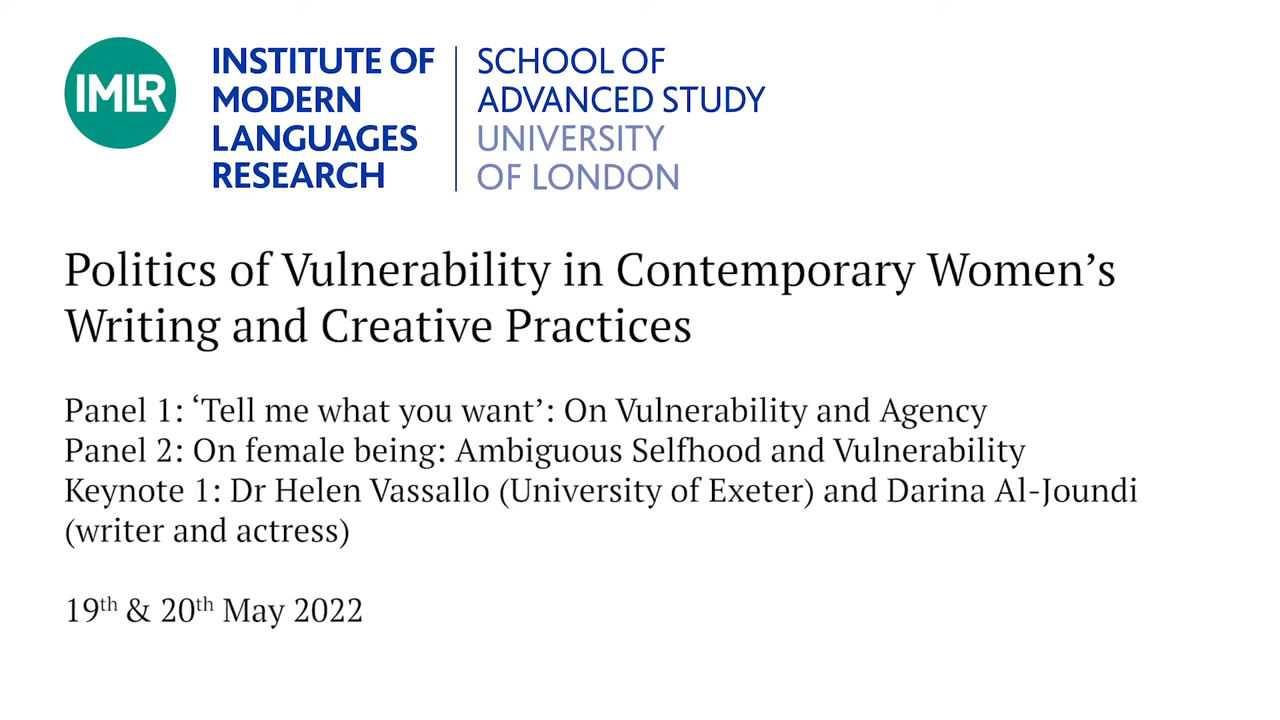 IMLR
INSTITUTE OF
MODERN
LANGUAGES
RESEARCH
SCHOOL OF
ADVANCED STUDY
UNIVERSITY
OF LONDON
Politics of Vulnerability in Contemporary Women’s
Writing and Creative Practices
Panel 1: ‘Tell me what you want’: On Vulnerability and Agency
Panel 2: On female being: Ambiguous Selfhood and Vulnerability
Keynote 1: Dr Helen Vassallo (University of Exeter) and Darina Al-Joundi
(writer and actress)
19th & 20th May 2022